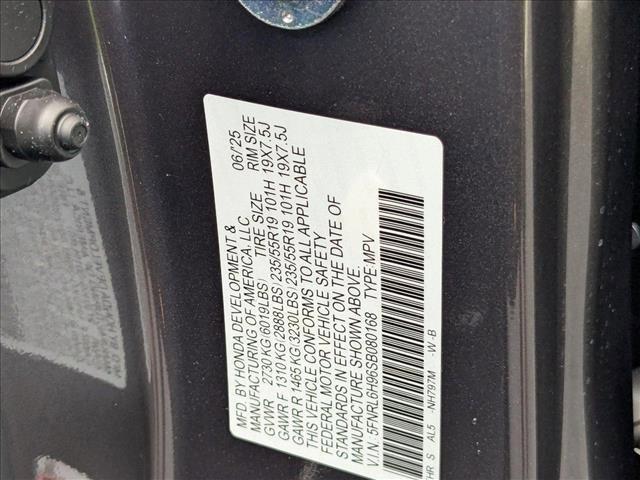 MFD. BY HONDA DEVELOPMENT & 06/'25
MANUFACTURING OF AMERICA, LLC
TIRE SIZE RIM SIZE
GVWR 2730 KG(6019LBS)
GAWR F 1310 KG(2888LBS) 235/55R19 101H 19X7.5J
GAWR R 1465 KG(3230LBS) 235/55R19 101H 19X7.5J
THIS VEHICLE CONFORMS TO ALL APPLICABLE
FEDERAL MOTOR VEHICLE SAFETY
STANDARDS IN EFFECT ON THE DATE OF
MANUFACTURE SHOWN ABOVE.
V.I.N.: 5FNRL6H96SB080168 TYPE:MPV
THR S AL5 -NH797M -W-B